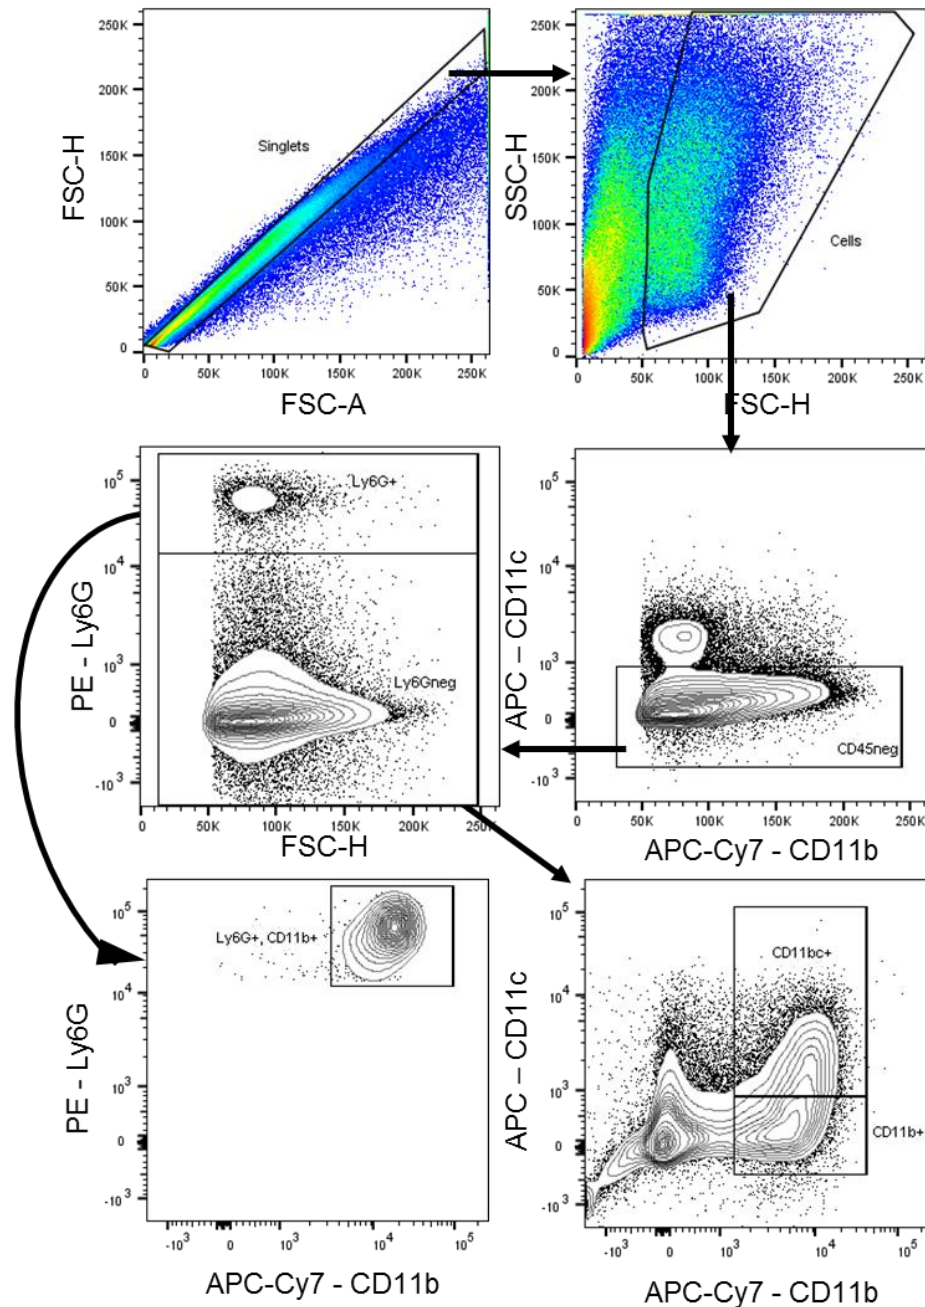 FSC-H
250K
200K
150K
100K
50K
0
Singlets
0 50K 100K 150K 200K 250K
FSC-A
SSC-H
250K
200K
150K
100K
50K
0
Cells
0 50K 100K 150K 200K 250K
FSC-H
PE - Ly6G
10^5
10^4
10^3
0
-10^3
Ly6G+
Ly6Gneg
0 50K 100K 150K 200K 250K
FSC-H
APC – CD11c
10^5
10^4
10^3
0
-10^3
CD45neg
0 50K 100K 150K 200K 250K
APC-Cy7 - CD11b
PE - Ly6G
10^5
10^4
10^3
0
-10^3
Ly6G+, CD11b+
-10^3 0 10^3 10^4 10^5
APC-Cy7 - CD11b
APC – CD11c
10^5
10^4
10^3
0
-10^3
CD11bc+
CD11b+
-10^3 0 10^3 10^4 10^5
APC-Cy7 - CD11b